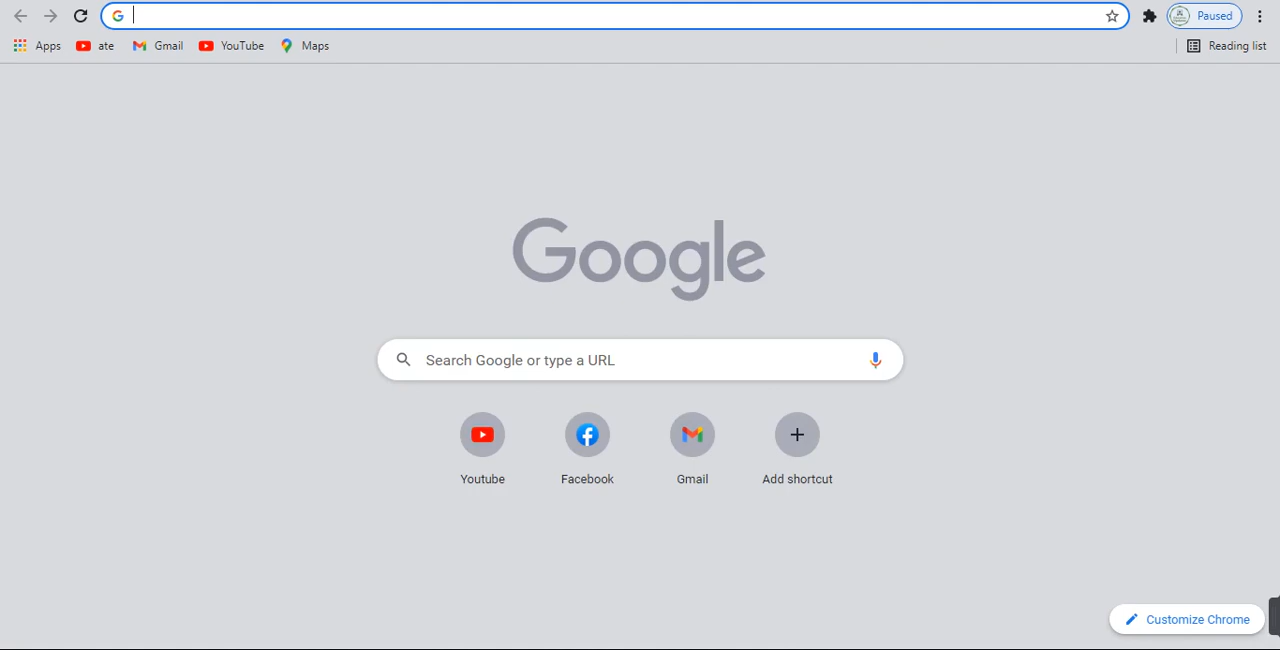 Paused
Apps ate Gmail YouTube Maps Reading list
Google
Search Google or type a URL
Youtube Facebook Gmail Add shortcut
Customize Chrome